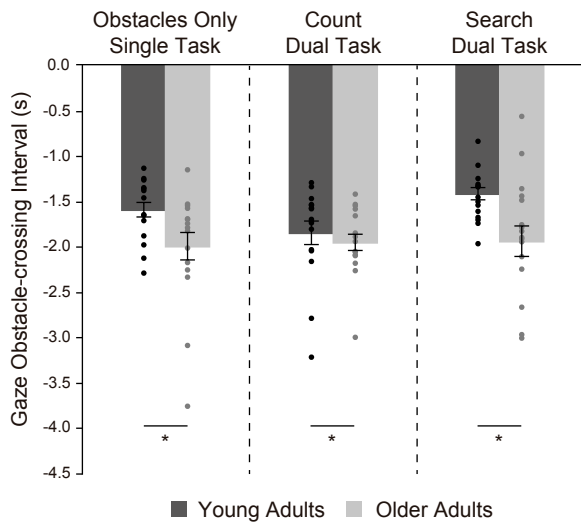 Obstacles Only
Single Task
Count
Dual Task
Search
Dual Task
Gaze Obstacle-crossing Interval (s)
0.0
-0.5
-1.0
-1.5
-2.0
-2.5
-3.0
-3.5
-4.0
-4.5
*
*
*
Young Adults
Older Adults